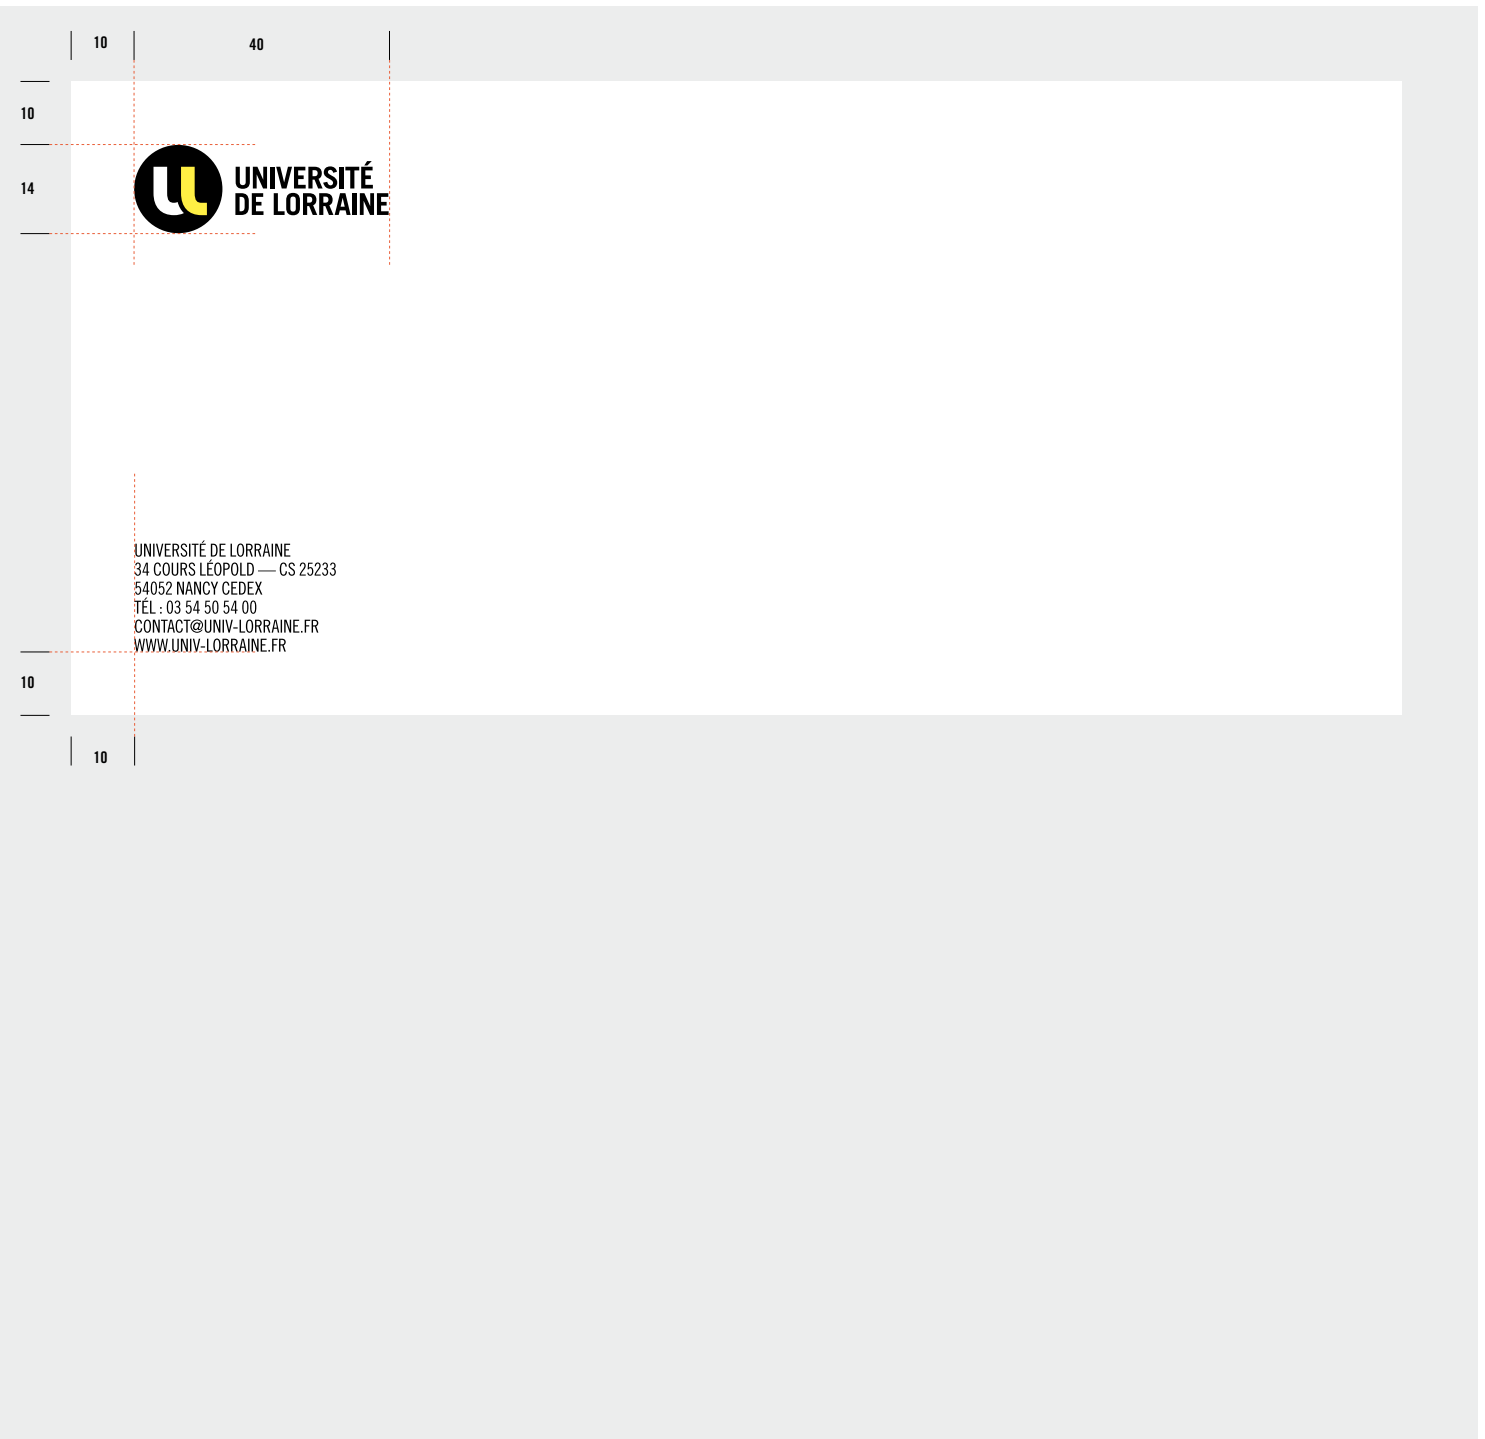 10
40
10
14
UNIVERSITÉ
DE LORRAINE
UNIVERSITÉ DE LORRAINE
34 COURS LÉOPOLD — CS 25233
54052 NANCY CEDEX
TÉL : 03 54 50 54 00
CONTACT@UNIV-LORRAINE.FR
WWW.UNIV-LORRAINE.FR
10
10